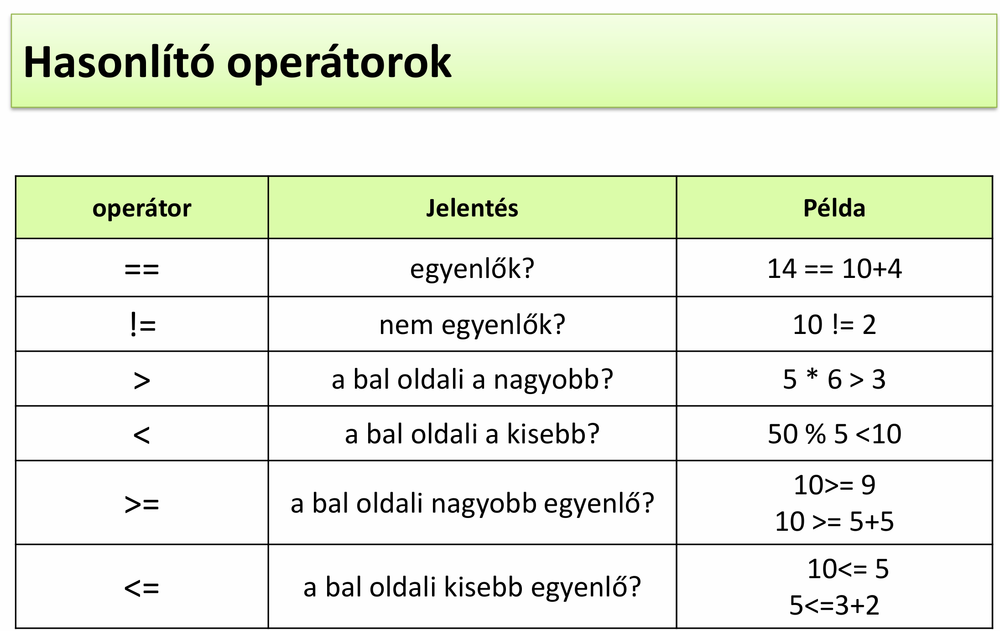 Hasonlító operátorok
operátor Jelentés Példa
== egyenlők? 14 == 10+4
!= nem egyenlők? 10 != 2
> a bal oldali a nagyobb? 5 * 6 > 3
< a bal oldali a kisebb? 50 % 5 <10
>= a bal oldali nagyobb egyenlő? 10>= 9
10 >= 5+5
<= a bal oldali kisebb egyenlő? 10<= 5
5<=3+2